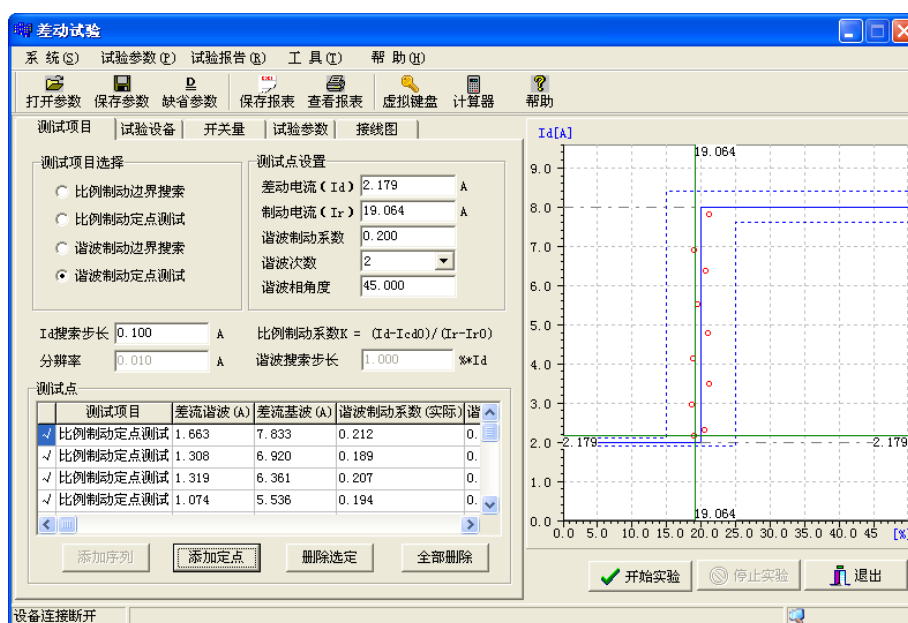 差动试验
系 统(S) 试验参数(P) 试验报告(R) 工 具(T) 帮 助(H)
打开参数 保存参数 缺省参数 保存报表 查看报表 虚拟键盘 计算器 帮助
测试项目 试验设备 开关量 试验参数 接线图
测试项目选择
比例制动边界搜索
比例制动定点测试
谐波制动边界搜索
谐波制动定点测试
测试点设置
差动电流(Id) 2.179 A
制动电流(Ir) 19.064 A
谐波制动系数 0.200
谐波次数 2
谐波相角度 45.000
Id搜索步长 0.100 A 比例制动系数K = (Id-Icd0)/(Ir-Ir0)
分辨率 0.010 A 谐波搜索步长 1.000 %*Id
测试点
测试项目 差流谐波(A) 差流基波(A) 谐波制动系数(实际) 谐
√ 比例制动定点测试 1.663 7.833 0.212 0.
√ 比例制动定点测试 1.308 6.920 0.189 0.
√ 比例制动定点测试 1.319 6.361 0.207 0.
√ 比例制动定点测试 1.074 5.536 0.194 0.
添加序列 添加定点 删除选定 全部删除
Id[A]
19.064
9.0
8.0
7.0
6.0
5.0
4.0
3.0
2.0 2.179 2.179
1.0
19.064
0.0
0.0 5.0 10.0 15.0 20.0 25.0 30.0 35.0 40.0 45 [%
开始实验 停止实验 退出
设备连接断开